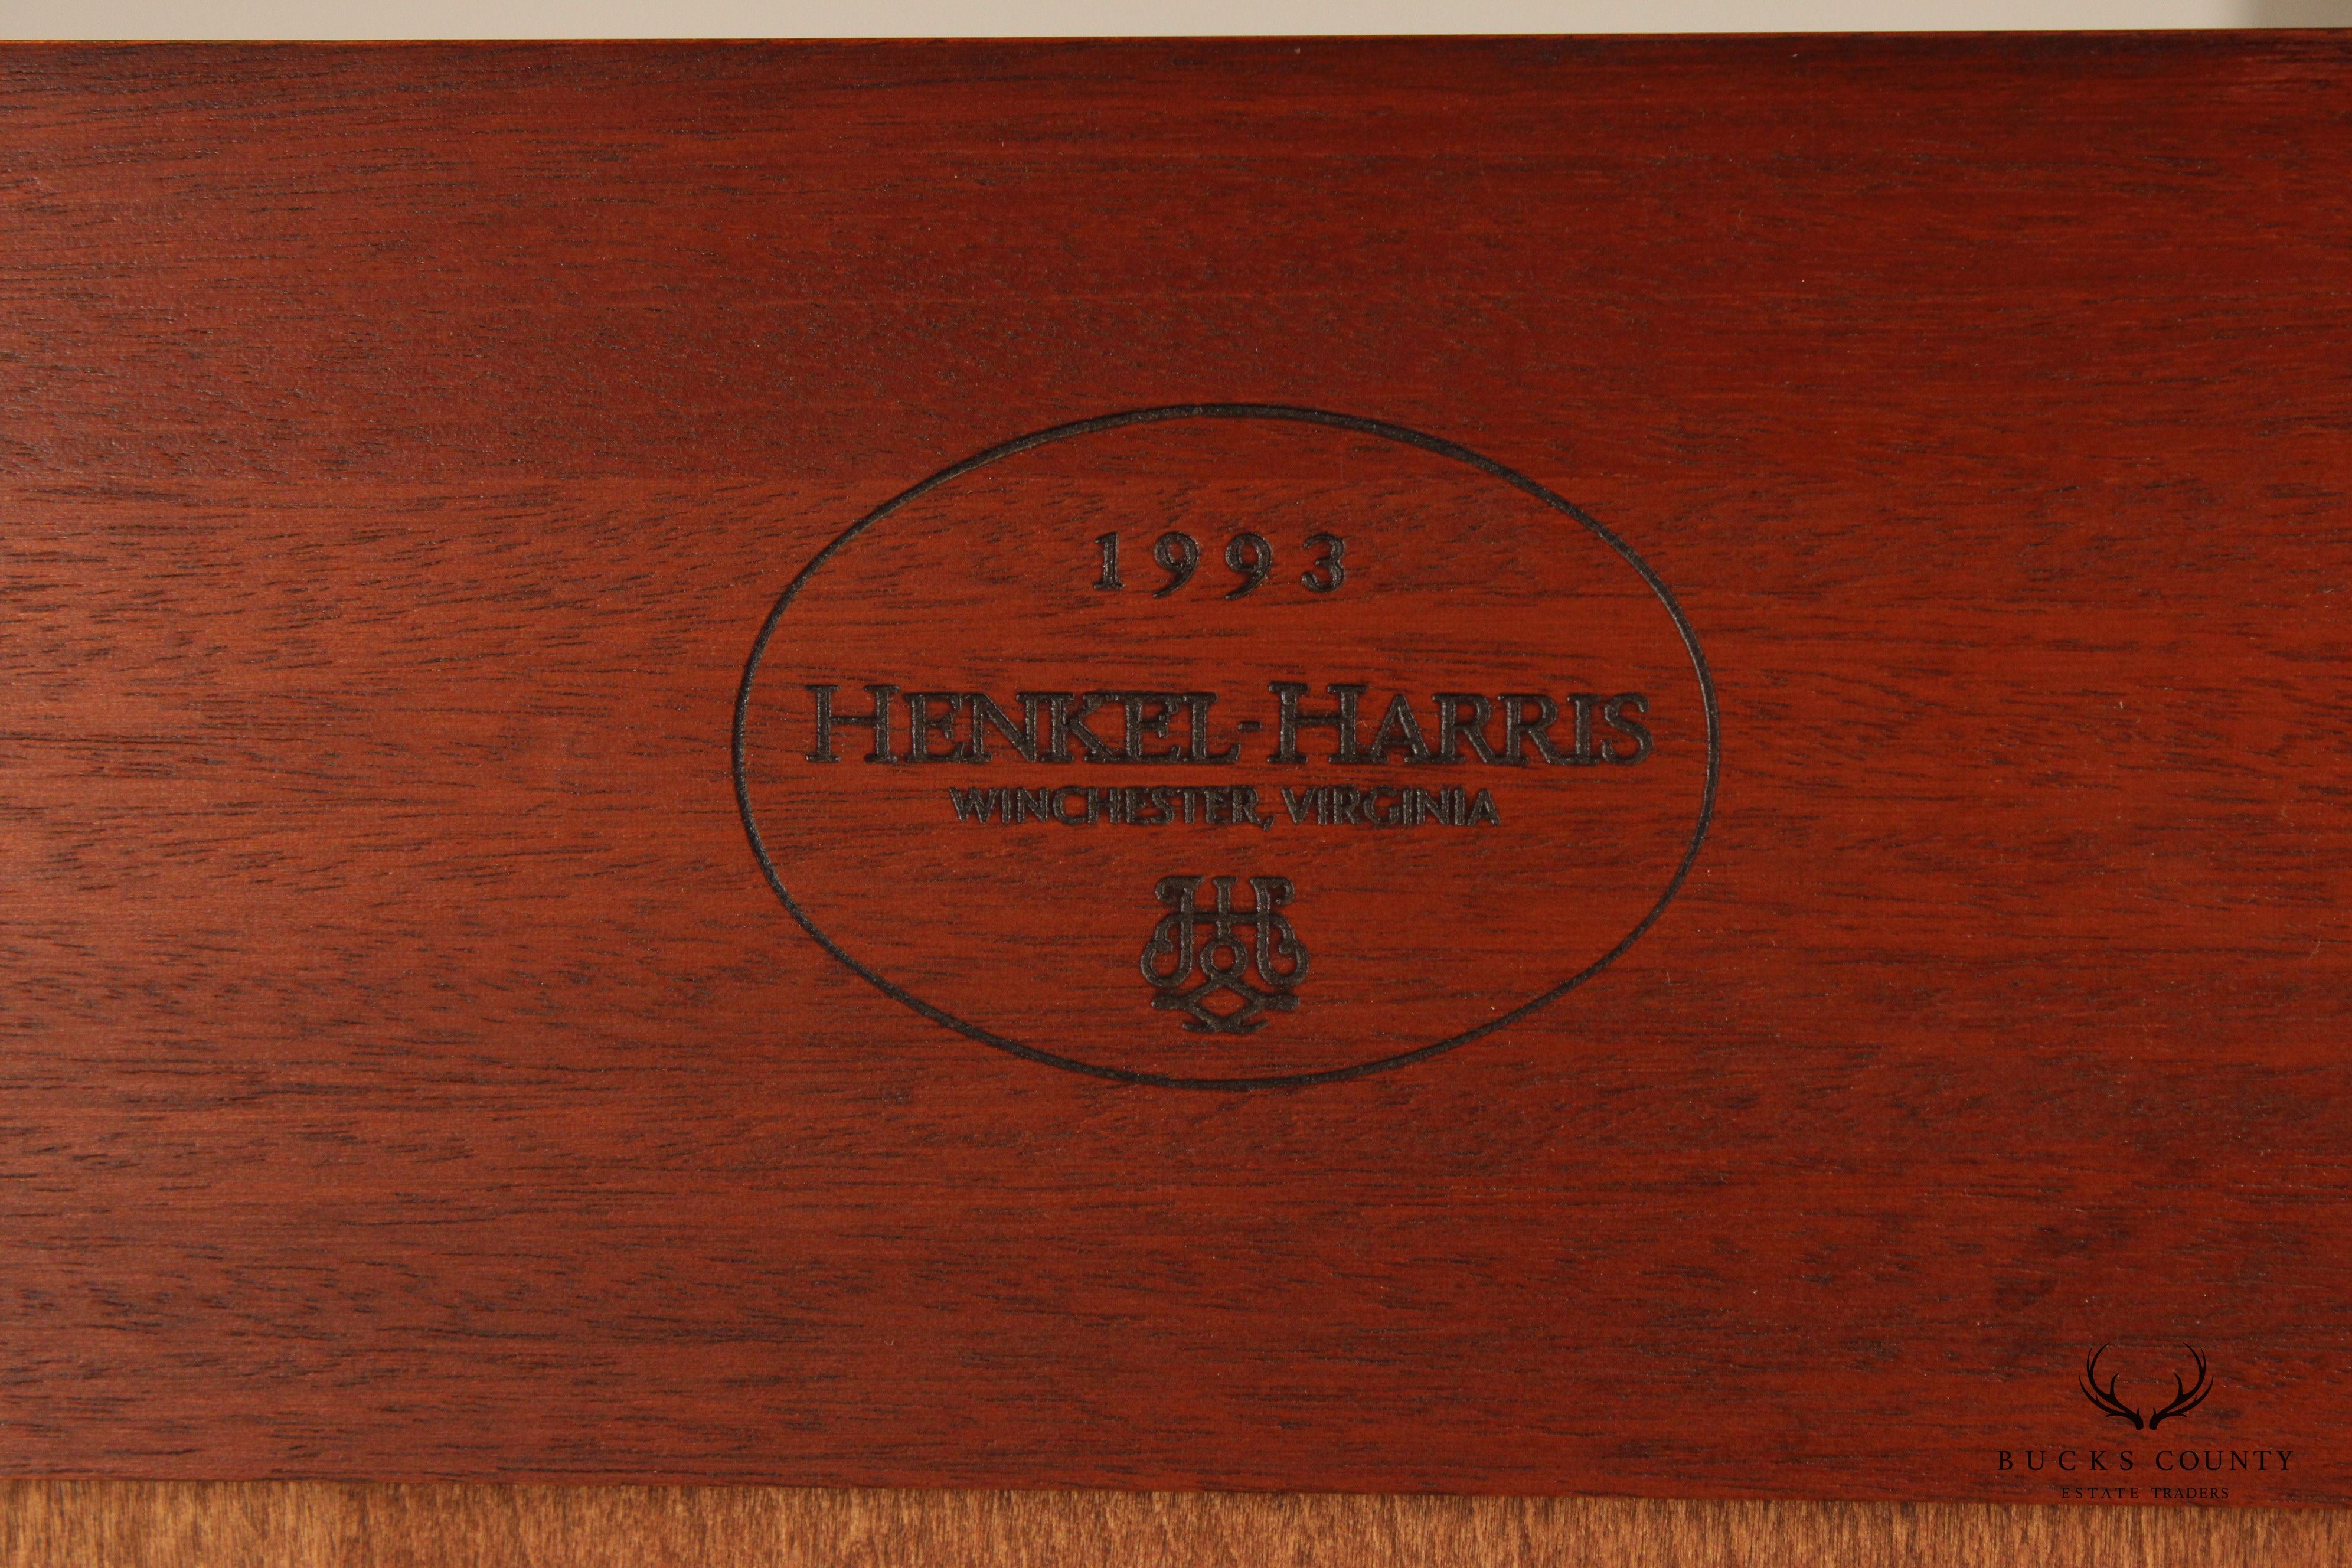 1993
HENKEL-HARRIS
WINCHESTER, VIRGINIA
BUCKS COUNTY
ESTATE TRADERS